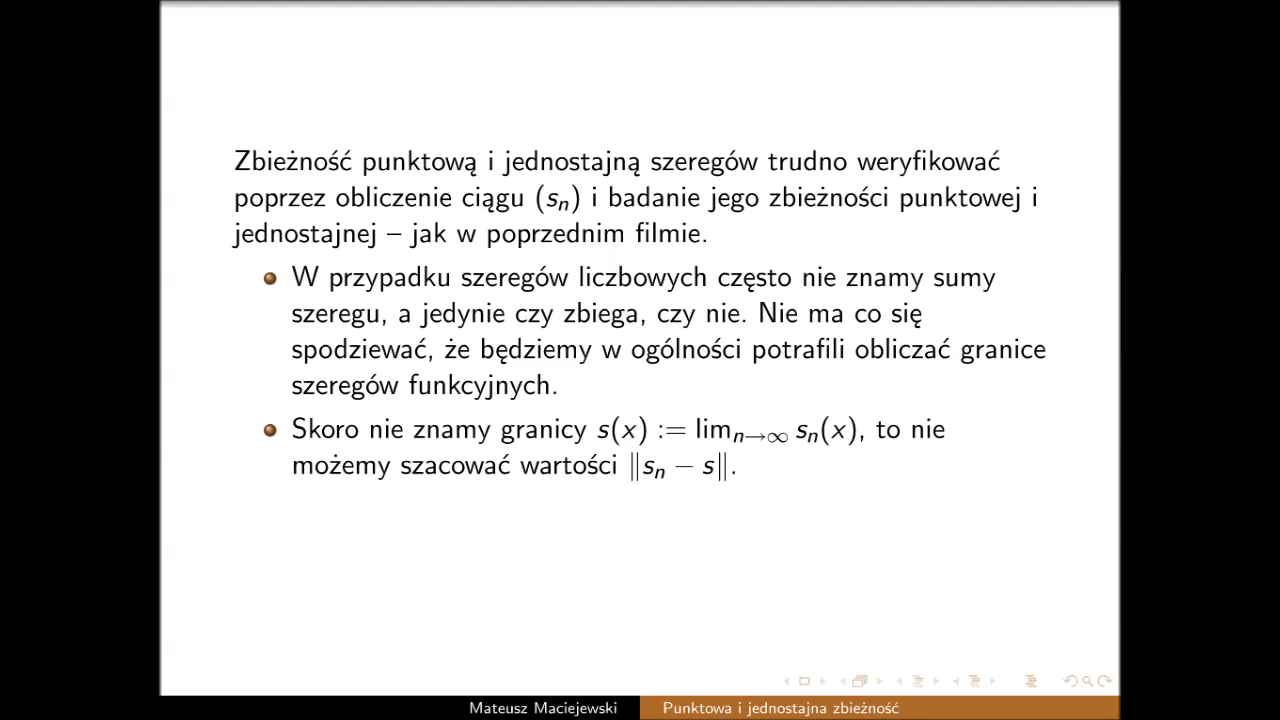 Zbieżność punktową i jednostajną szeregów trudno weryfikować
poprzez obliczenie ciągu (sₙ) i badanie jego zbieżności punktowej i
jednostajnej – jak w poprzednim filmie.
W przypadku szeregów liczbowych często nie znamy sumy
szeregu, a jedynie czy zbiega, czy nie. Nie ma co się
spodziewać, że będziemy w ogólności potrafili obliczać granice
szeregów funkcyjnych.
Skoro nie znamy granicy s(x) := limₙ→∞ sₙ(x), to nie
możemy szacować wartości ‖sₙ − s‖.
Mateusz Maciejewski Punktowa i jednostajna zbieżność